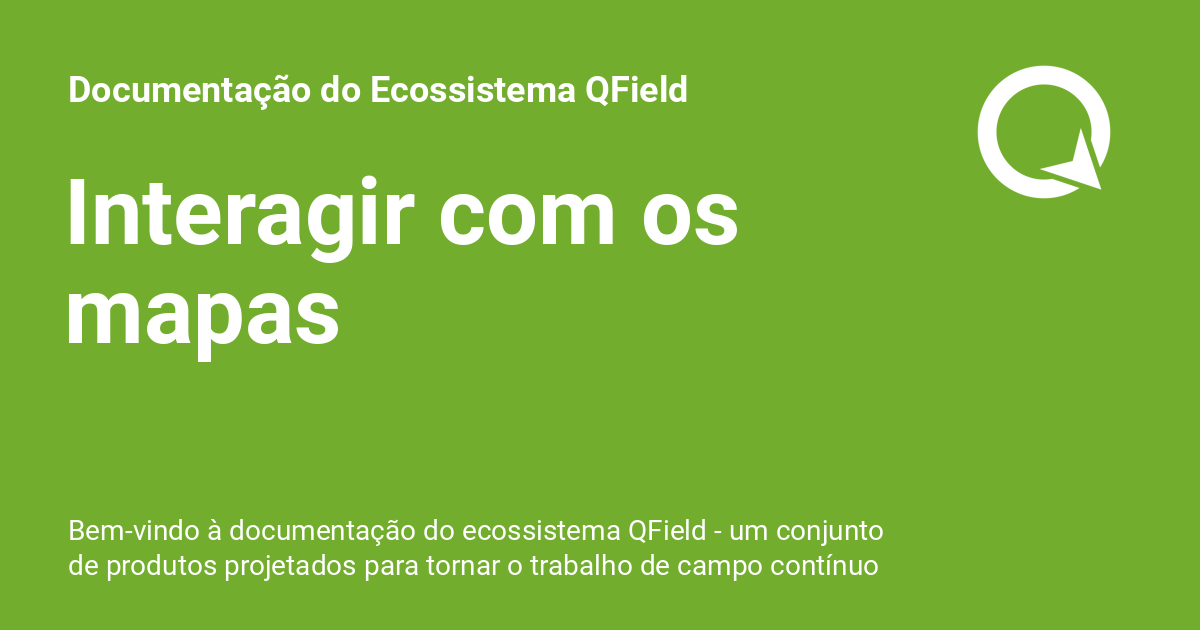 Documentação do Ecossistema QField
Interagir com os
mapas
Bem-vindo à documentação do ecossistema QField - um conjunto
de produtos projetados para tornar o trabalho de campo contínuo